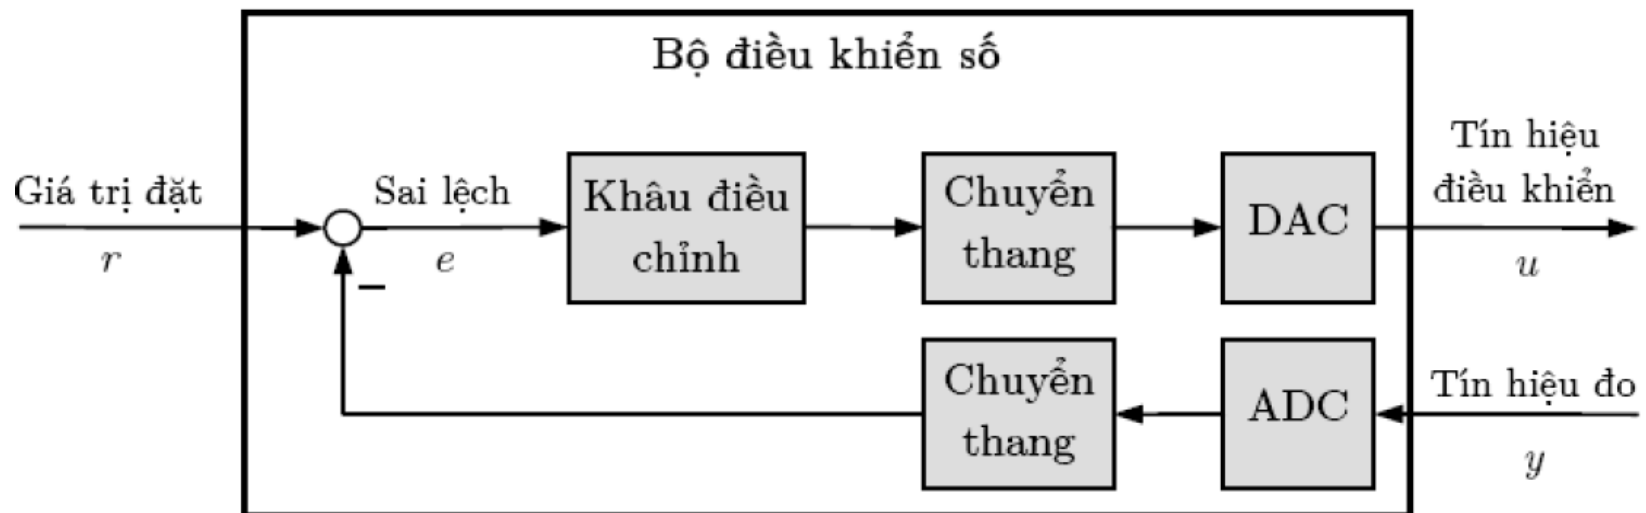 Bộ điều khiển số
Giá trị đặt
r
Sai lệch
e
Khâu điều
chỉnh
Chuyển
thang
DAC
Tín hiệu
điều khiển
u
−
Chuyển
thang
ADC
Tín hiệu đo
y